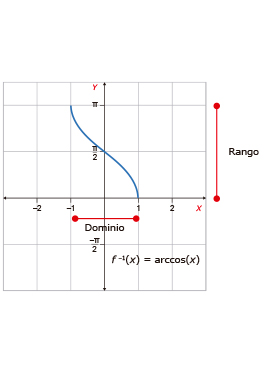 Y
π
π
2
Rango
−2
−1
1
2
X
Dominio
−π
2
f ⁻¹(x) = arccos(x)